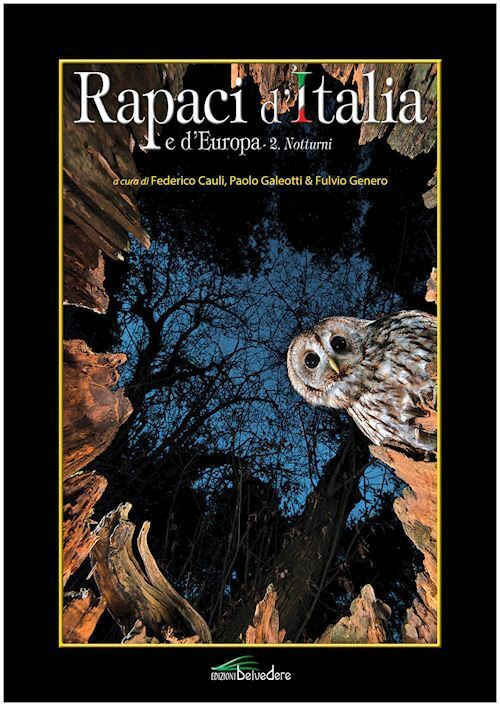 Rapaci d'Italia
e d'Europa - 2. Notturni
a cura di Federico Cauli, Paolo Galeotti & Fulvio Genero
EDIZIONI belvedere